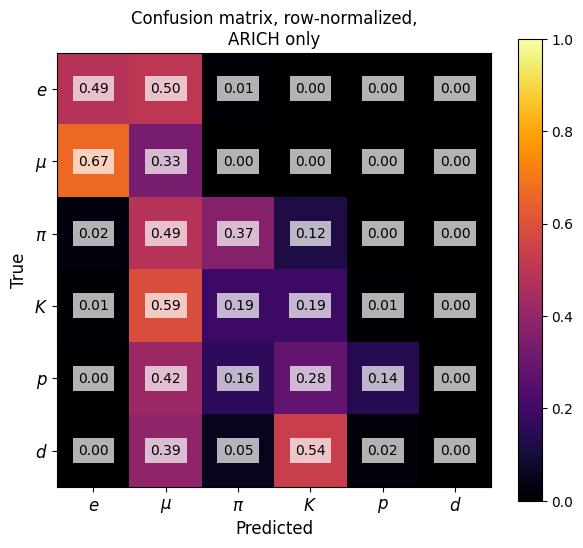 Confusion matrix, row-normalized,
ARICH only
True
e 0.49 0.50 0.01 0.00 0.00 0.00
μ 0.67 0.33 0.00 0.00 0.00 0.00
π 0.02 0.49 0.37 0.12 0.00 0.00
K 0.01 0.59 0.19 0.19 0.01 0.00
p 0.00 0.42 0.16 0.28 0.14 0.00
d 0.00 0.39 0.05 0.54 0.02 0.00
e μ π K p d
Predicted
1.0
0.8
0.6
0.4
0.2
0.0